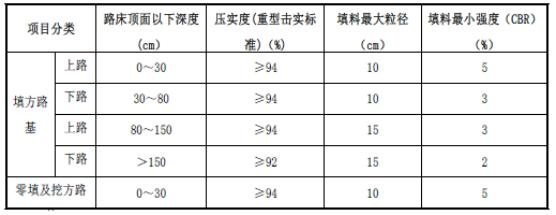 项目分类 路床顶面以下深度(cm) 压实度(重型击实标准)(%) 填料最大粒径(cm) 填料最小强度(CBR)(%)
填方路基 上路 0～30 ≥94 10 5
下路 30～80 ≥94 10 3
上路 80～150 ≥94 15 3
下路 >150 ≥92 15 2
零填及挖方路 0～30 ≥94 10 5